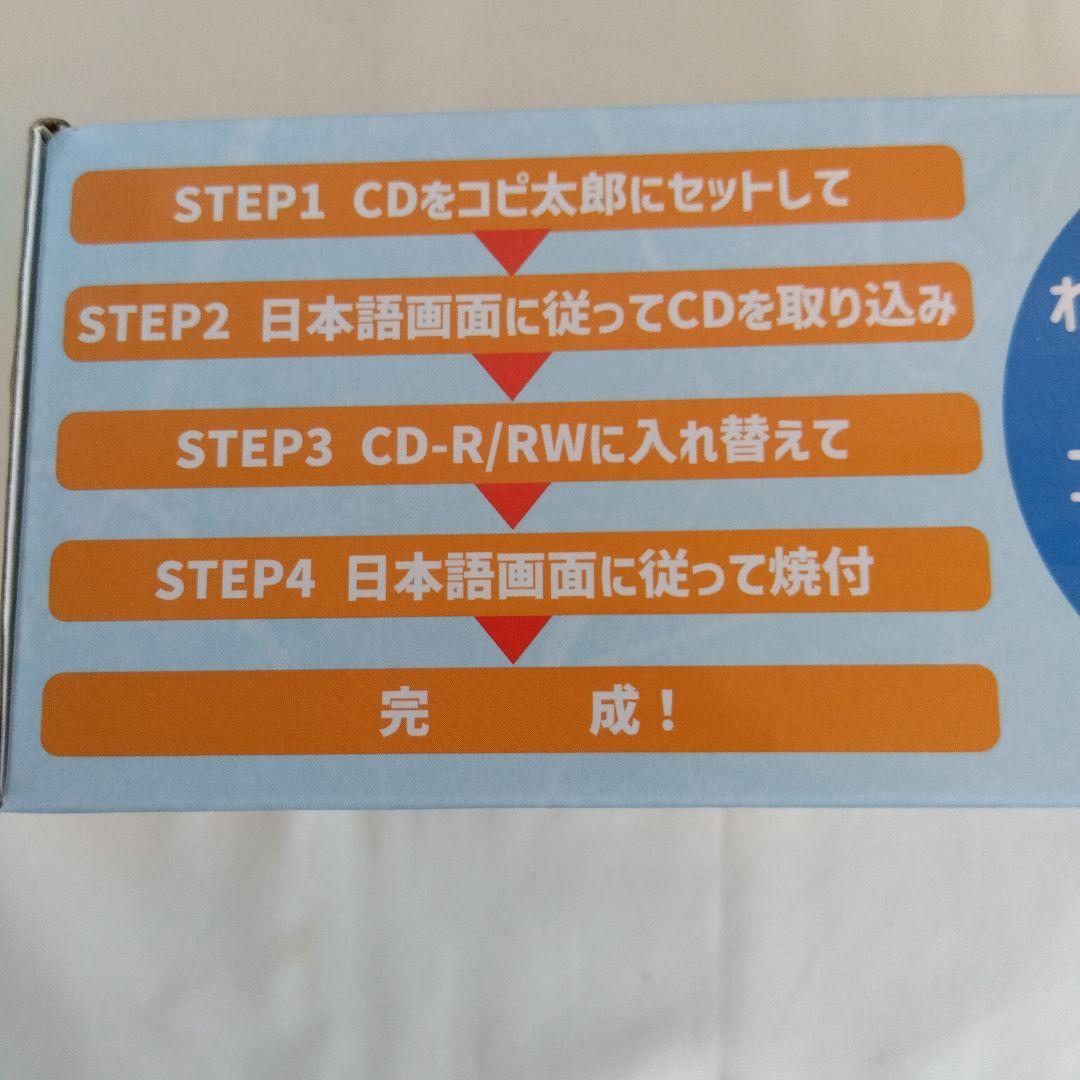 STEP1 CDをコピ太郎にセットして
STEP2 日本語画面に従ってCDを取り込み
STEP3 CD-R/RWに入れ替えて
STEP4 日本語画面に従って焼付
完　成！